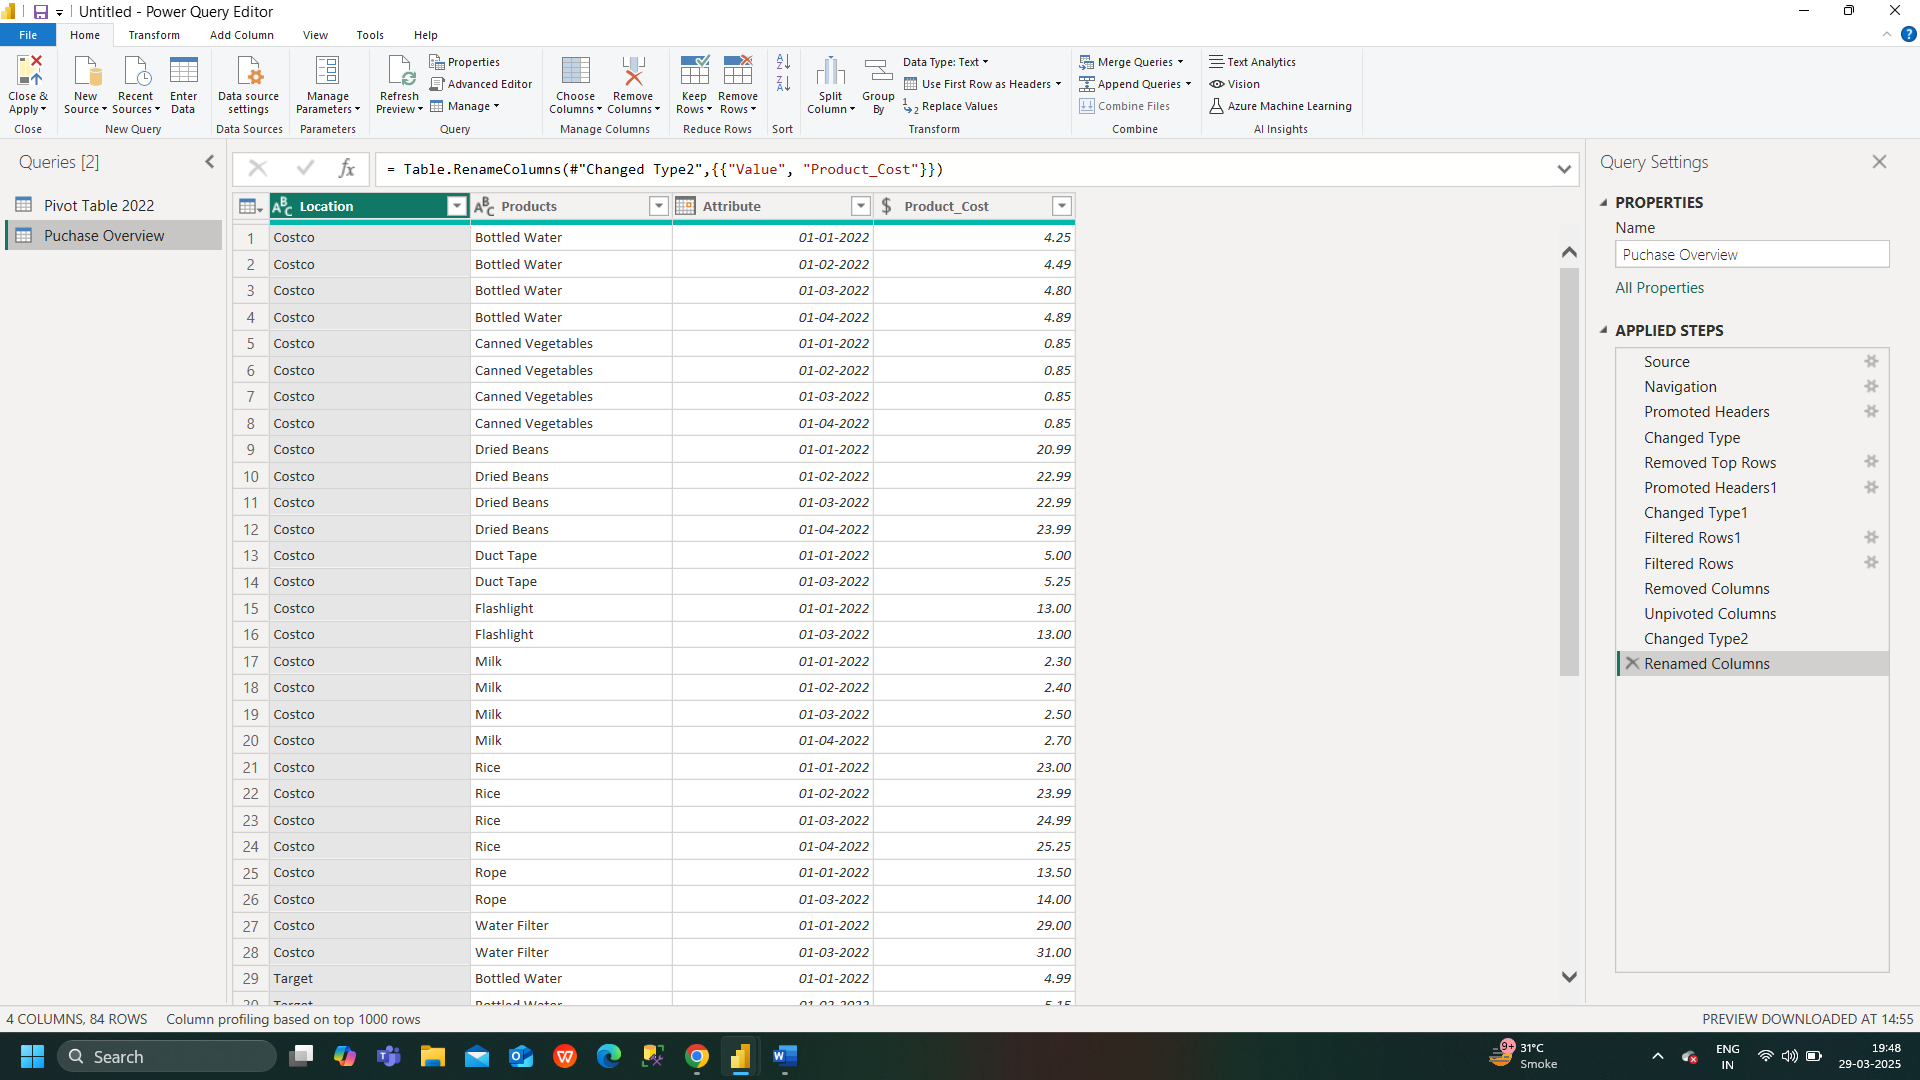 Untitled - Power Query Editor
File Home Transform Add Column View Tools Help
Close & Apply
New Source
Recent Sources
Enter Data
Data source settings
Manage Parameters
Refresh Preview
Properties
Advanced Editor
Manage
Choose Columns
Remove Columns
Keep Rows
Remove Rows
Split Column
Group By
Data Type: Text
Use First Row as Headers
Replace Values
Merge Queries
Append Queries
Combine Files
Text Analytics
Vision
Azure Machine Learning
Close New Query Data Sources Parameters Query Manage Columns Reduce Rows Sort Transform Combine AI Insights
Queries [2]
Pivot Table 2022
Puchase Overview
= Table.RenameColumns(#"Changed Type2",{{"Value", "Product_Cost"}})
Location Products Attribute Product_Cost
1 Costco Bottled Water 01-01-2022 4.25
2 Costco Bottled Water 01-02-2022 4.49
3 Costco Bottled Water 01-03-2022 4.80
4 Costco Bottled Water 01-04-2022 4.89
5 Costco Canned Vegetables 01-01-2022 0.85
6 Costco Canned Vegetables 01-02-2022 0.85
7 Costco Canned Vegetables 01-03-2022 0.85
8 Costco Canned Vegetables 01-04-2022 0.85
9 Costco Dried Beans 01-01-2022 20.99
10 Costco Dried Beans 01-02-2022 22.99
11 Costco Dried Beans 01-03-2022 22.99
12 Costco Dried Beans 01-04-2022 23.99
13 Costco Duct Tape 01-01-2022 5.00
14 Costco Duct Tape 01-03-2022 5.25
15 Costco Flashlight 01-01-2022 13.00
16 Costco Flashlight 01-03-2022 13.00
17 Costco Milk 01-01-2022 2.30
18 Costco Milk 01-02-2022 2.40
19 Costco Milk 01-03-2022 2.50
20 Costco Milk 01-04-2022 2.70
21 Costco Rice 01-01-2022 23.00
22 Costco Rice 01-02-2022 23.99
23 Costco Rice 01-03-2022 24.99
24 Costco Rice 01-04-2022 25.25
25 Costco Rope 01-01-2022 13.50
26 Costco Rope 01-03-2022 14.00
27 Costco Water Filter 01-01-2022 29.00
28 Costco Water Filter 01-03-2022 31.00
29 Target Bottled Water 01-01-2022 4.99
30 Target Bottled Water 01-02-2022 5.15
Query Settings
PROPERTIES
Name
Puchase Overview
All Properties
APPLIED STEPS
Source
Navigation
Promoted Headers
Changed Type
Removed Top Rows
Promoted Headers1
Changed Type1
Filtered Rows1
Filtered Rows
Removed Columns
Unpivoted Columns
Changed Type2
Renamed Columns
4 COLUMNS, 84 ROWS Column profiling based on top 1000 rows PREVIEW DOWNLOADED AT 14:55
Search
9+
31°C
Smoke
ENG
IN
19:48
29-03-2025